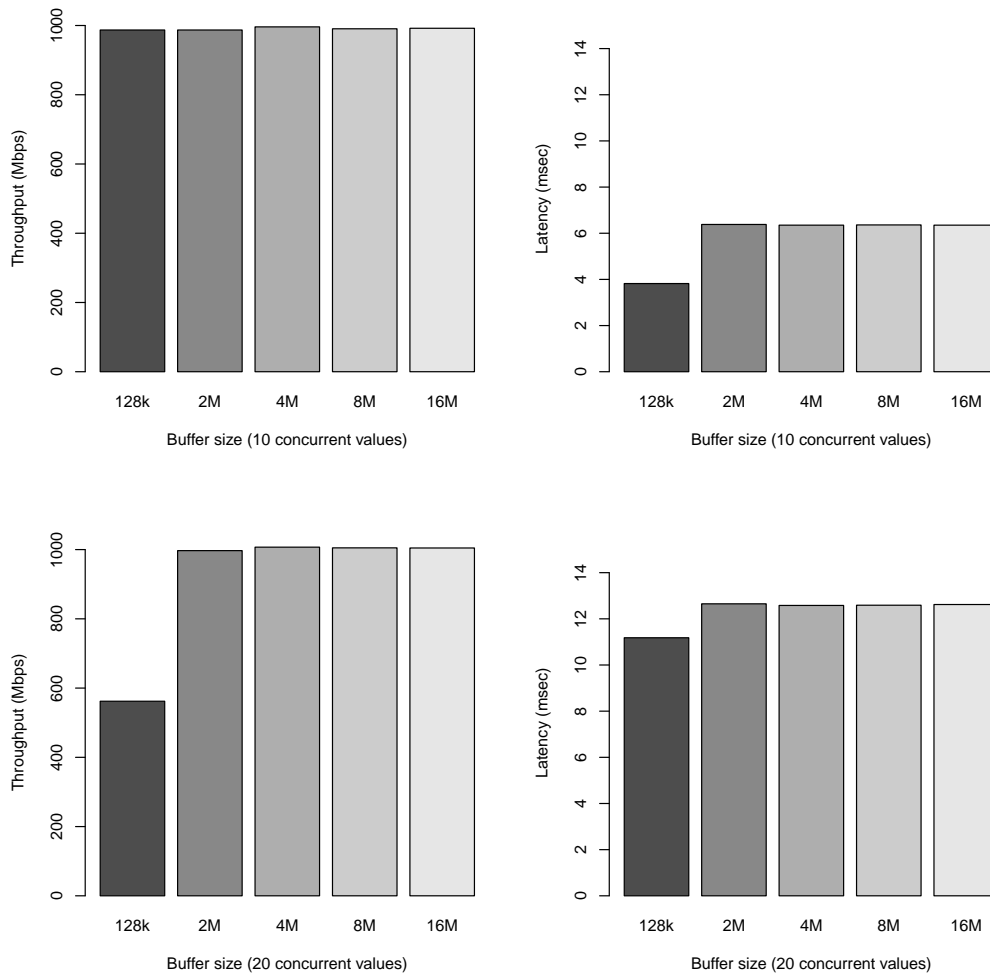 Throughput (Mbps)
0
200
400
600
800
1000
128k 2M 4M 8M 16M
Buffer size (10 concurrent values)
Latency (msec)
0
2
4
6
8
10
12
14
128k 2M 4M 8M 16M
Buffer size (10 concurrent values)
Throughput (Mbps)
0
200
400
600
800
1000
128k 2M 4M 8M 16M
Buffer size (20 concurrent values)
Latency (msec)
0
2
4
6
8
10
12
14
128k 2M 4M 8M 16M
Buffer size (20 concurrent values)